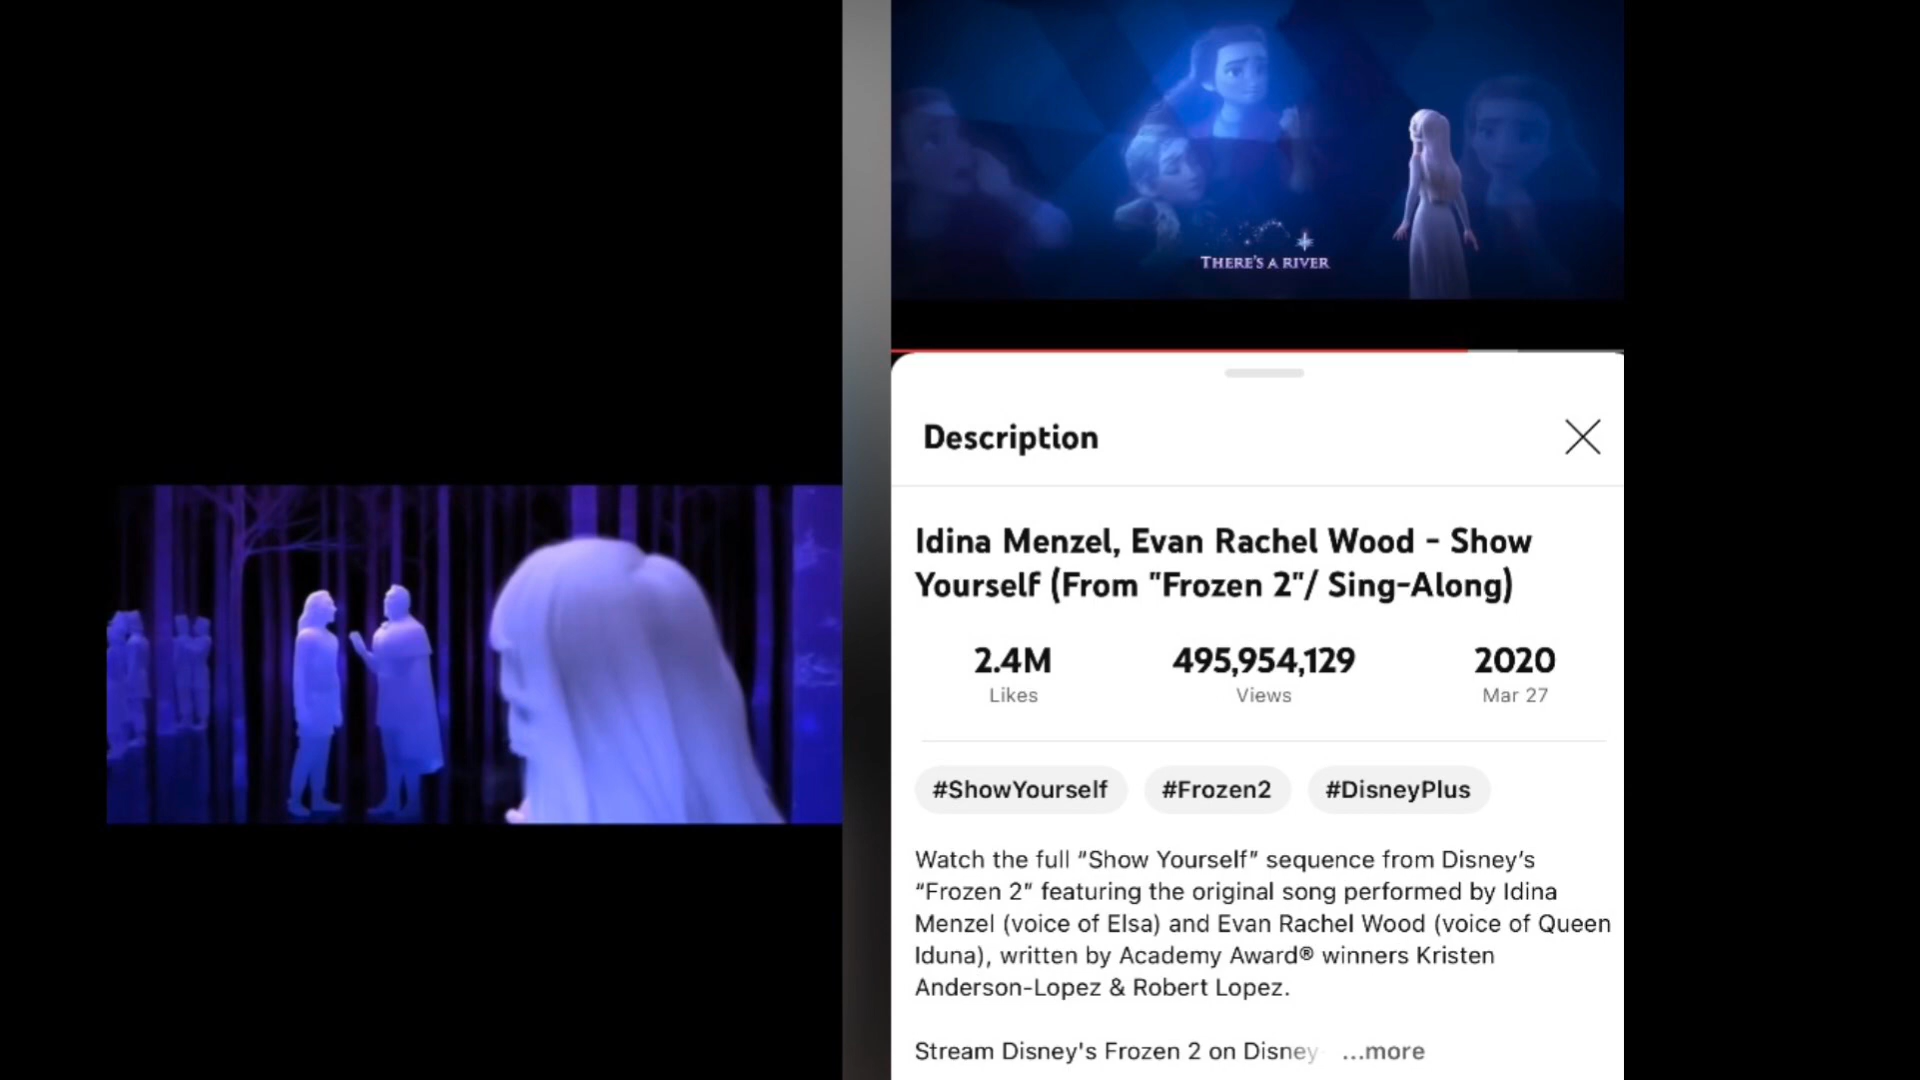 THERE'S A RIVER
Description
Idina Menzel, Evan Rachel Wood - Show
Yourself (From "Frozen 2"/ Sing-Along)
2.4M 495,954,129 2020
Likes Views Mar 27
#ShowYourself #Frozen2 #DisneyPlus
Watch the full “Show Yourself” sequence from Disney’s
“Frozen 2” featuring the original song performed by Idina
Menzel (voice of Elsa) and Evan Rachel Wood (voice of Queen
Iduna), written by Academy Award® winners Kristen
Anderson-Lopez & Robert Lopez.
Stream Disney's Frozen 2 on Disney ...more